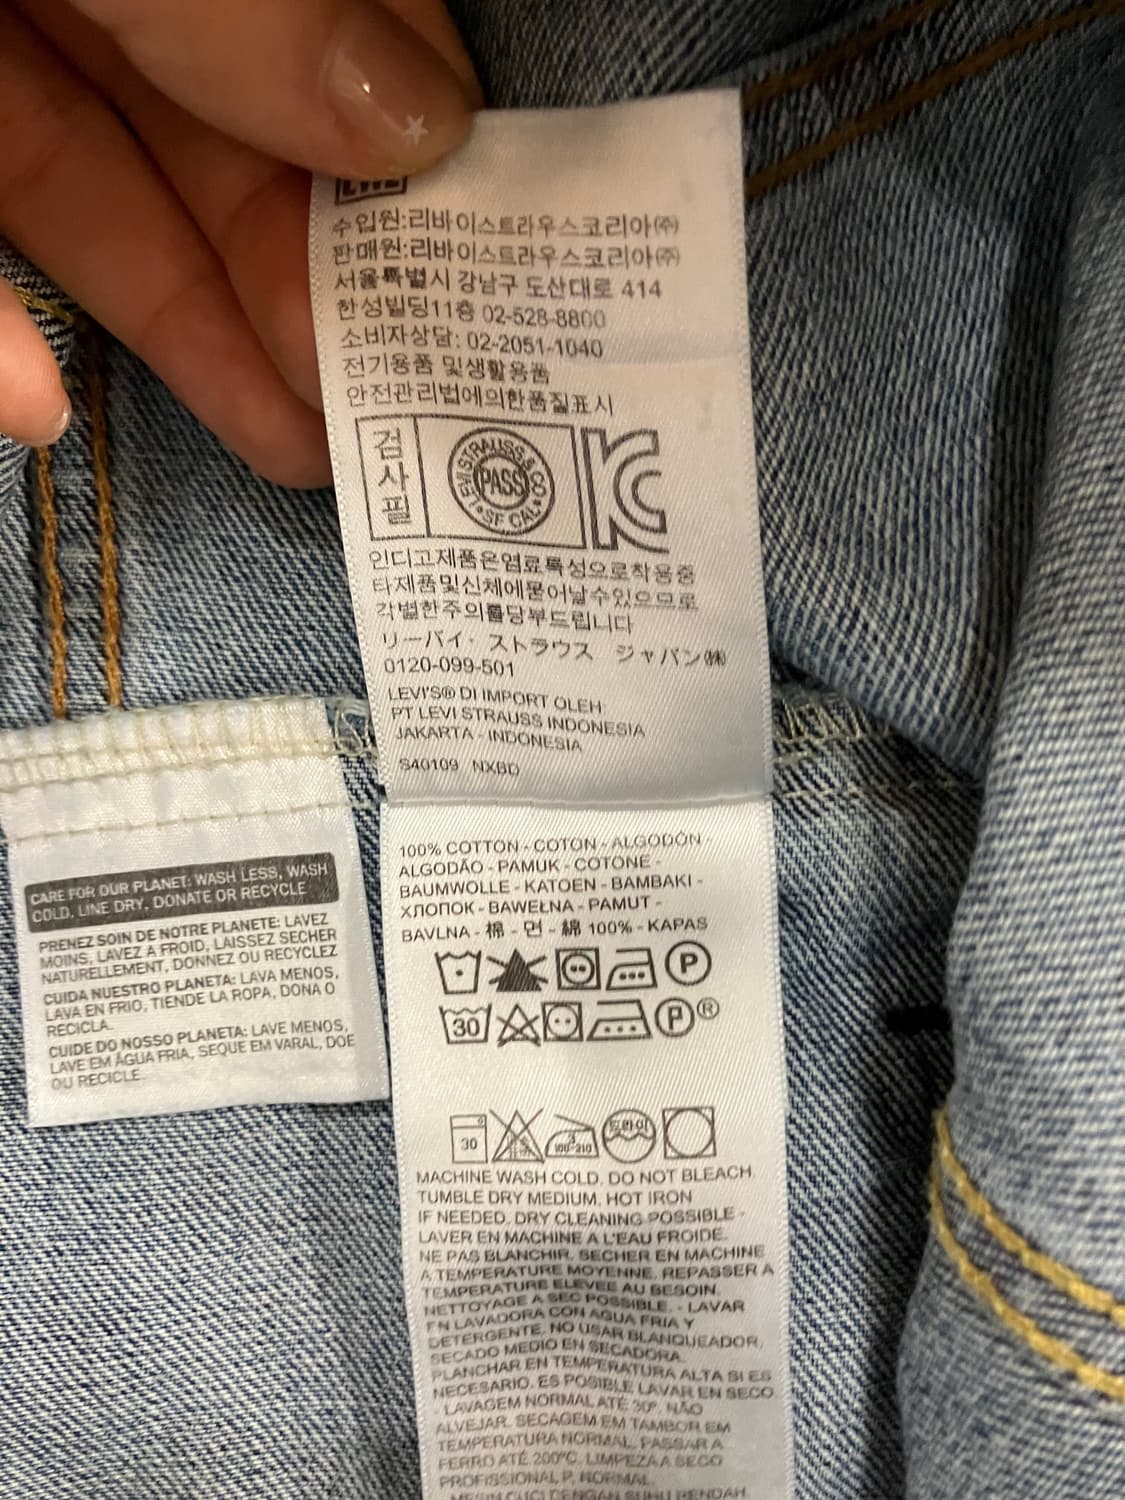 수입원:리바이스트라우스코리아㈜
판매원:리바이스트라우스코리아㈜
서울특별시 강남구 도산대로 414
한성빌딩11층 02-528-8800
소비자상담: 02-2051-1040
전기용품 및생활용품
안전관리법에의한품질표시
검사필
LEVI STRAUSS & CO
PASS
SF CAL
KC
인디고제품은염료특성으로착용중
타제품및신체에묻어날수있으므로
각별한주의를당부드립니다
リーバイ・ストラウス ジャパン㈱
0120-099-501
LEVI'S® DI IMPORT OLEH:
PT LEVI STRAUSS INDONESIA
JAKARTA - INDONESIA
S40109 NXBD
CARE FOR OUR PLANET: WASH LESS, WASH
COLD, LINE DRY, DONATE OR RECYCLE
PRENEZ SOIN DE NOTRE PLANETE: LAVEZ
MOINS, LAVEZ A FROID, LAISSEZ SECHER
NATURELLEMENT, DONNEZ OU RECYCLEZ
CUIDA NUESTRO PLANETA: LAVA MENOS,
LAVA EN FRIO, TIENDE LA ROPA, DONA O
RECICLA.
CUIDE DO NOSSO PLANETA: LAVE MENOS,
LAVE EM ÁGUA FRIA, SEQUE EM VARAL, DOE
OU RECICLE.
100% COTTON - COTON - ALGODÓN -
ALGODÃO - PAMUK - COTONE -
BAUMWOLLE - KATOEN - BAMBAKI -
ХЛОПОК - BAWEŁNA - PAMUT -
BAVLNA - 棉 - 면 - 綿 100% - KAPAS
P
30 P ®
30 3 180-210 드라이
MACHINE WASH COLD. DO NOT BLEACH.
TUMBLE DRY MEDIUM. HOT IRON
IF NEEDED. DRY CLEANING POSSIBLE -
LAVER EN MACHINE A L'EAU FROIDE.
NE PAS BLANCHIR. SECHER EN MACHINE
A TEMPERATURE MOYENNE. REPASSER A
TEMPERATURE ELEVEE AU BESOIN.
NETTOYAGE A SEC POSSIBLE. - LAVAR
EN LAVADORA CON AGUA FRIA Y
DETERGENTE. NO USAR BLANQUEADOR,
SECADO MEDIO EN SECADORA.
PLANCHAR EN TEMPERATURA ALTA SI ES
NECESARIO. ES POSIBLE LAVAR EN SECO.
- LAVAGEM NORMAL ATÉ 30º. NÃO
ALVEJAR. SECAGEM EM TAMBOR EM
TEMPERATURA NORMAL. PASSAR A
FERRO ATÉ 200ºC. LIMPEZA A SECO
PROFISSIONAL P, NORMAL.
MESIN CUCI DENGAN SUHU RENDAH.